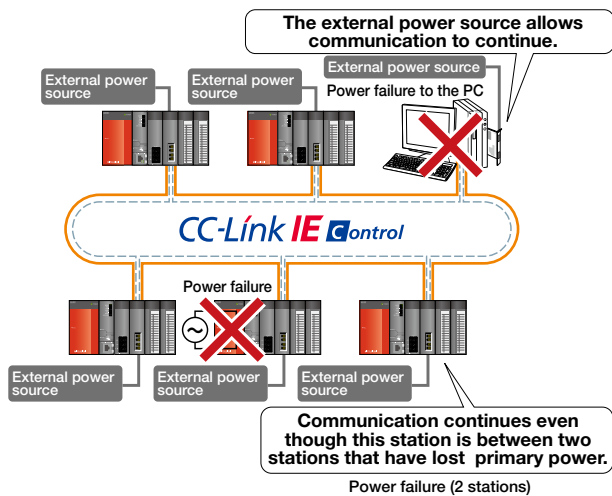 The external power source allows
communication to continue.
External power
source
External power
source
External power source
Power failure to the PC
CC-Link IE Control
Power failure
External power
source
External power
source
External power
source
Communication continues even
though this station is between two
stations that have lost primary power.
Power failure (2 stations)